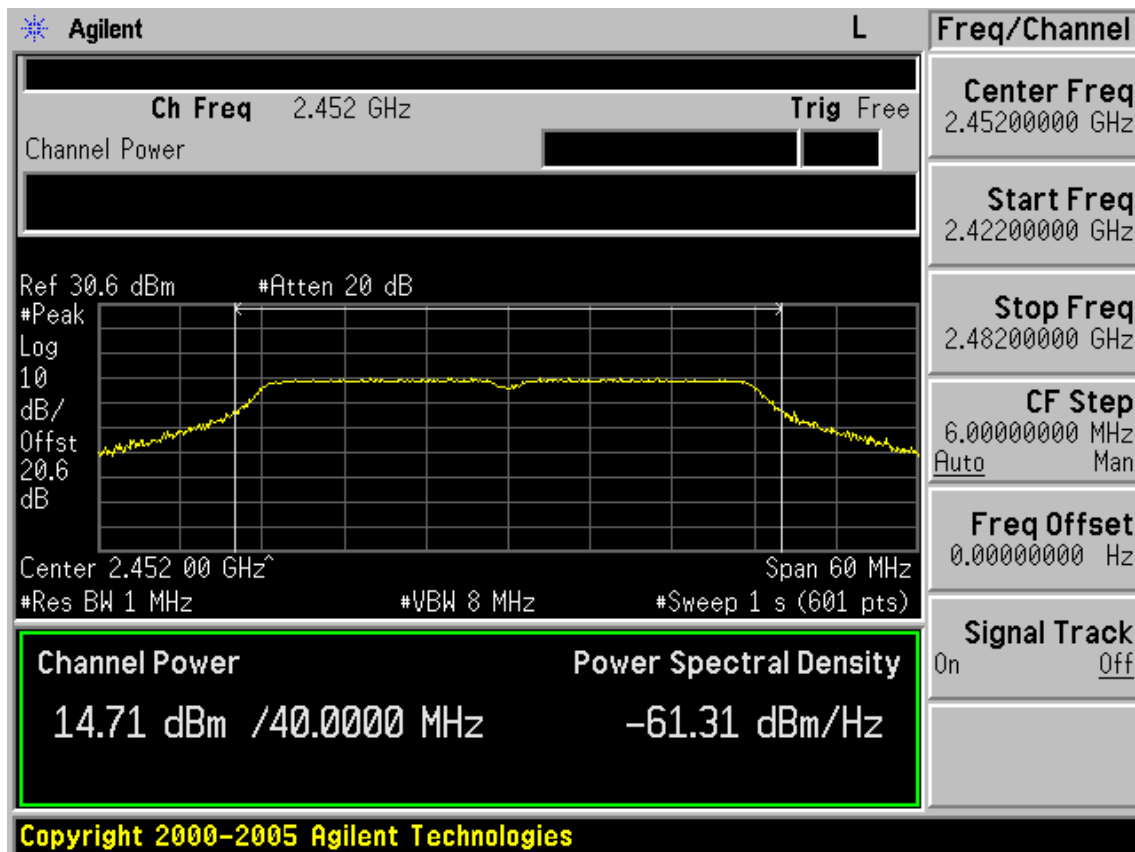 Agilent L Freq/Channel
Ch Freq 2.452 GHz Trig Free
Channel Power
Ref 30.6 dBm #Atten 20 dB
#Peak
Log
10
dB/
Offst
20.6
dB
Center 2.452 00 GHz^ Span 60 MHz
#Res BW 1 MHz #VBW 8 MHz #Sweep 1 s (601 pts)
Channel Power Power Spectral Density
14.71 dBm /40.0000 MHz -61.31 dBm/Hz
Center Freq
2.45200000 GHz
Start Freq
2.42200000 GHz
Stop Freq
2.48200000 GHz
CF Step
6.00000000 MHz
Auto Man
Freq Offset
0.00000000 Hz
Signal Track
On Off
Copyright 2000-2005 Agilent Technologies